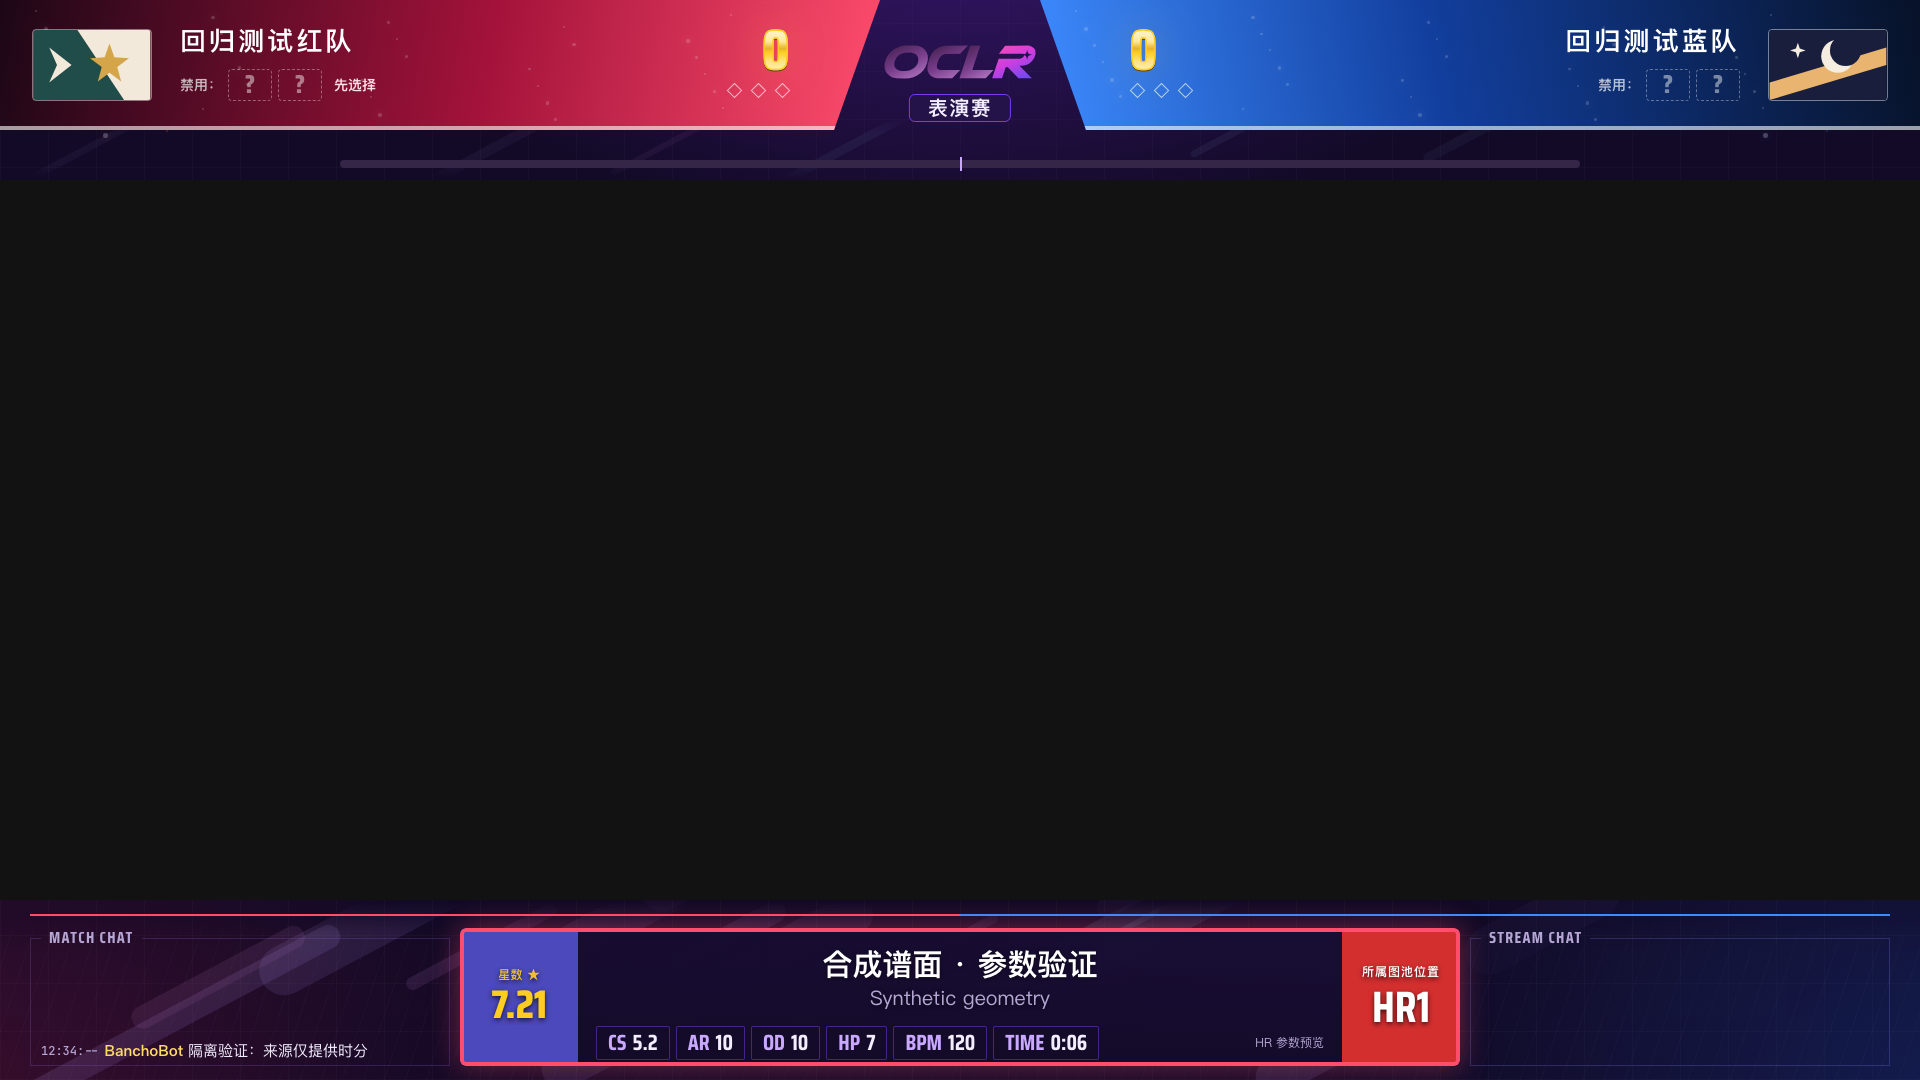 回归测试红队
禁用: ? ? 先选择
0
OCLR
表演赛
0
回归测试蓝队
禁用: ? ?
MATCH CHAT
12:34:-- BanchoBot 隔离验证: 来源仅提供时分
星数 ★
7.21
合成谱面 · 参数验证
Synthetic geometry
CS 5.2 AR 10 OD 10 HP 7 BPM 120 TIME 0:06
HR 参数预览
所属图池位置
HR1
STREAM CHAT